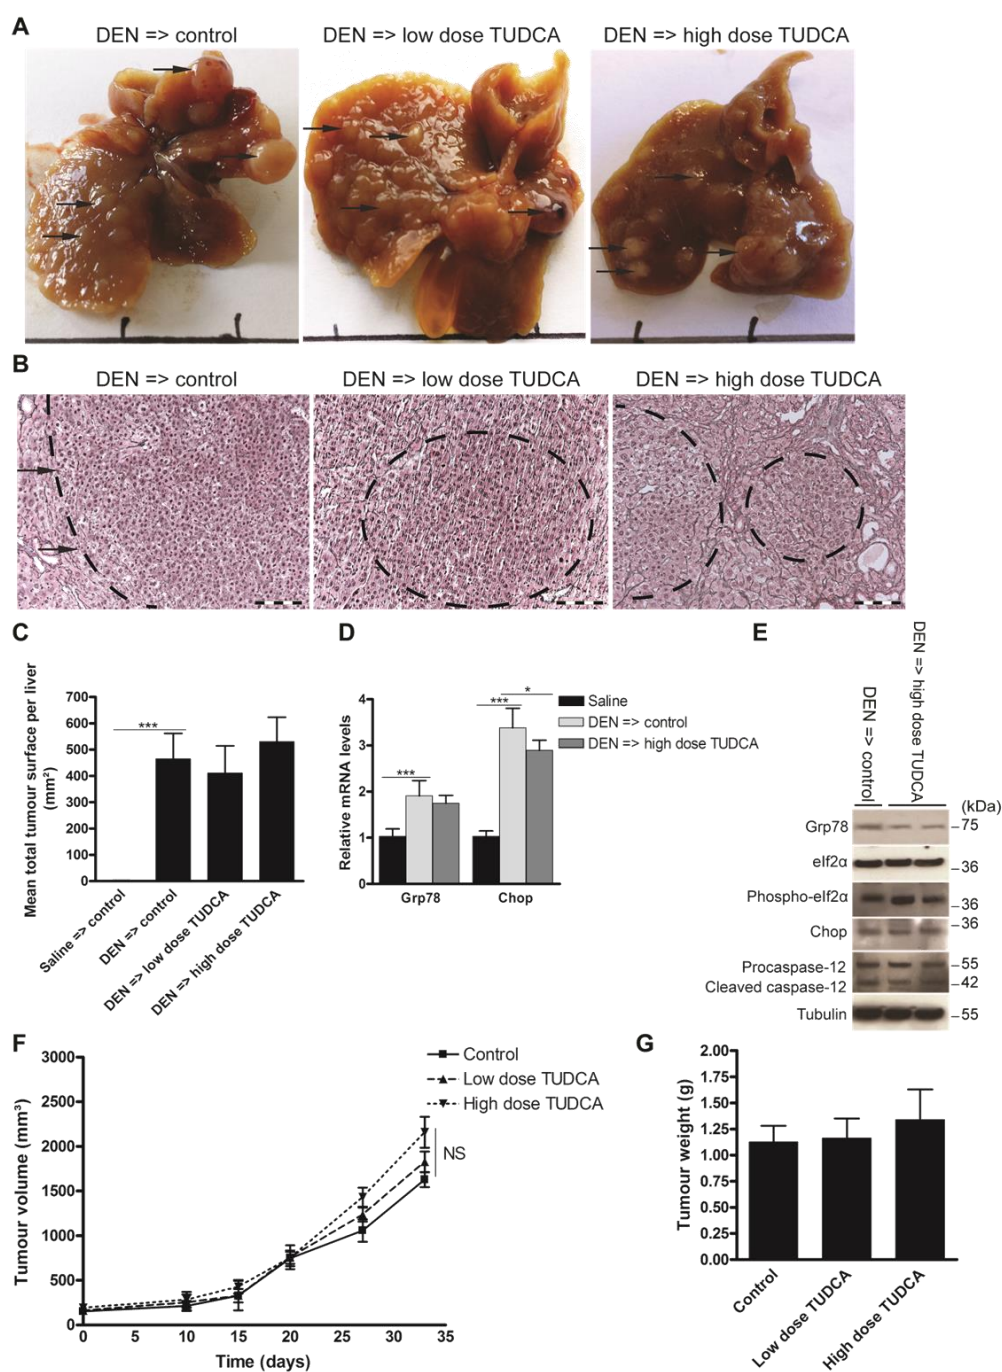 A
DEN => control
DEN => low dose TUDCA
DEN => high dose TUDCA
B
DEN => control
DEN => low dose TUDCA
DEN => high dose TUDCA
C
Mean total tumour surface per liver
(mm²)
700
600
500
400
300
200
100
0
***
Saline => control
DEN => control
DEN => low dose TUDCA
DEN => high dose TUDCA
D
Relative mRNA levels
4
3
2
1
0
***
***
*
Grp78
Chop
Saline
DEN => control
DEN => high dose TUDCA
E
DEN => control
DEN => high dose TUDCA
(kDa)
Grp78
75
eIf2α
36
Phospho-eIf2α
36
Chop
36
Procaspase-12
55
Cleaved caspase-12
42
Tubulin
55
F
Tumour volume (mm³)
3000
2500
2000
1500
1000
500
0
0
5
10
15
20
25
30
35
Time (days)
Control
Low dose TUDCA
High dose TUDCA
NS
G
Tumour weight (g)
2.00
1.75
1.50
1.25
1.00
0.75
0.50
0.25
0.00
Control
Low dose TUDCA
High dose TUDCA